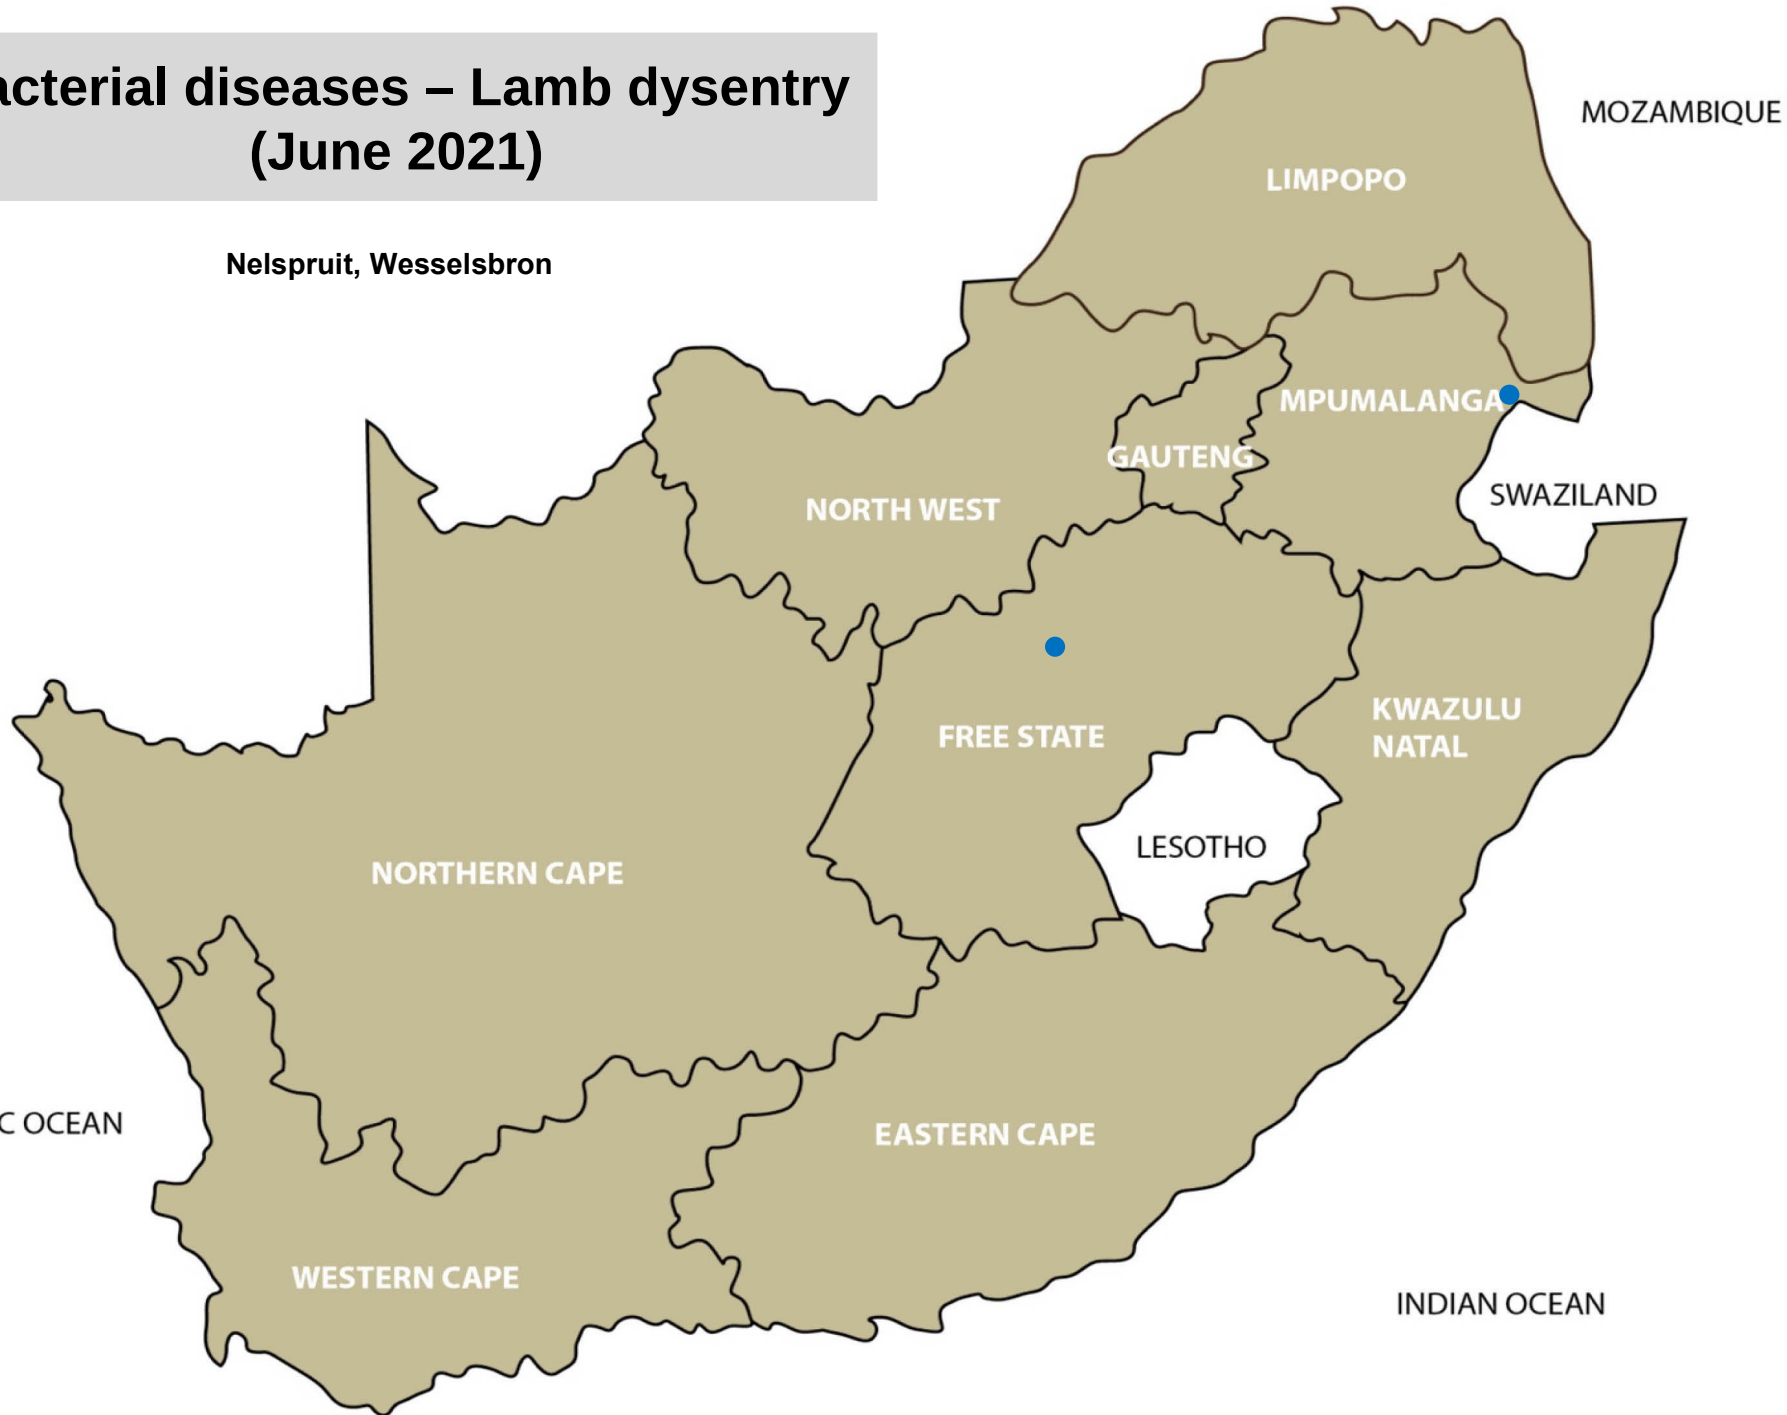 acterial diseases – Lamb dysentry
(June 2021)
MOZAMBIQUE
LIMPOPO
Nelspruit, Wesselsbron
MPUMALANGA
GAUTENG
NORTH WEST
SWAZILAND
KWAZULU
NATAL
FREE STATE
LESOTHO
NORTHERN CAPE
C OCEAN
EASTERN CAPE
WESTERN CAPE
INDIAN OCEAN